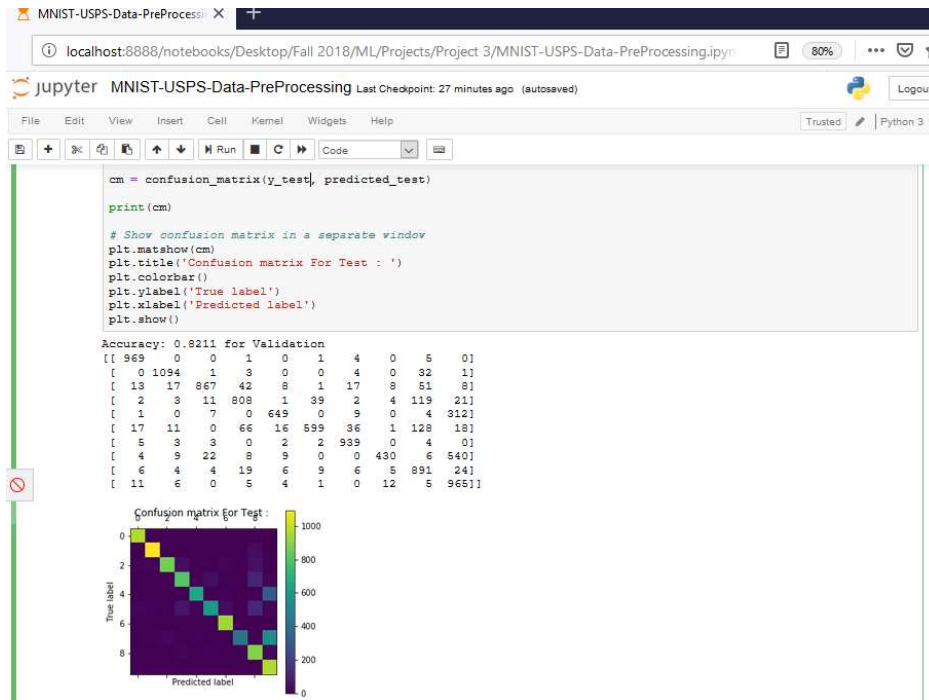 MNIST-USPS-Data-PreProcessi
localhost:8888/notebooks/Desktop/Fall 2018/ML/Projects/Project 3/MNIST-USPS-Data-PreProcessing.ipyn
80%
jupyter MNIST-USPS-Data-PreProcessing Last Checkpoint: 27 minutes ago (autosaved)
Logou
File Edit View Insert Cell Kernel Widgets Help
Trusted Python 3
Run Code
cm = confusion_matrix(y_test, predicted_test)
print(cm)
# Show confusion matrix in a separate window
plt.matshow(cm)
plt.title('Confusion matrix For Test : ')
plt.colorbar()
plt.ylabel('True label')
plt.xlabel('Predicted label')
plt.show()
Accuracy: 0.8211 for Validation
[[ 969 0 0 1 0 1 4 0 5 0]
[ 0 1094 1 3 0 0 4 0 32 1]
[ 13 17 867 42 8 1 17 8 51 8]
[ 2 3 11 808 1 39 2 4 119 21]
[ 1 0 7 0 649 0 9 0 4 312]
[ 17 11 0 66 16 599 36 1 128 18]
[ 5 3 3 0 2 2 939 0 4 0]
[ 4 9 22 8 9 0 0 430 6 540]
[ 6 4 4 19 6 9 6 5 891 24]
[ 11 6 0 5 4 1 0 12 5 965]]
Confusion matrix For Test :
0 2 4 6 8
0
2
4
6
8
True label
Predicted label
1000
800
600
400
200
0